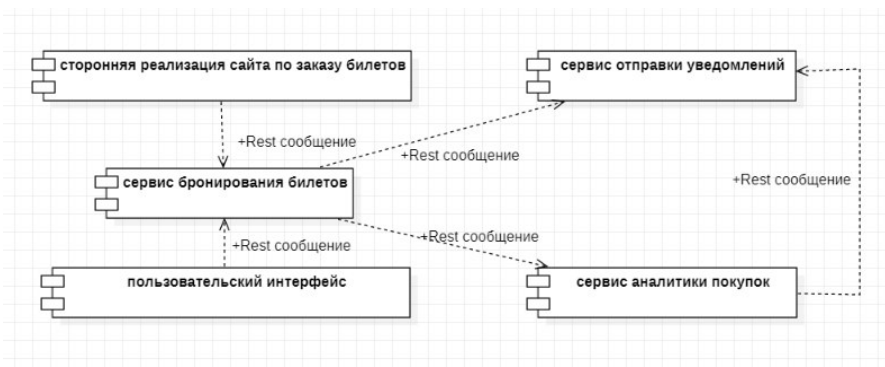 сторонняя реализация сайта по заказу билетов
сервис отправки уведомлений
+Rest сообщение
+Rest сообщение
+Rest сообщение
сервис бронирования билетов
+Rest сообщение
+Rest сообщение
пользовательский интерфейс
сервис аналитики покупок